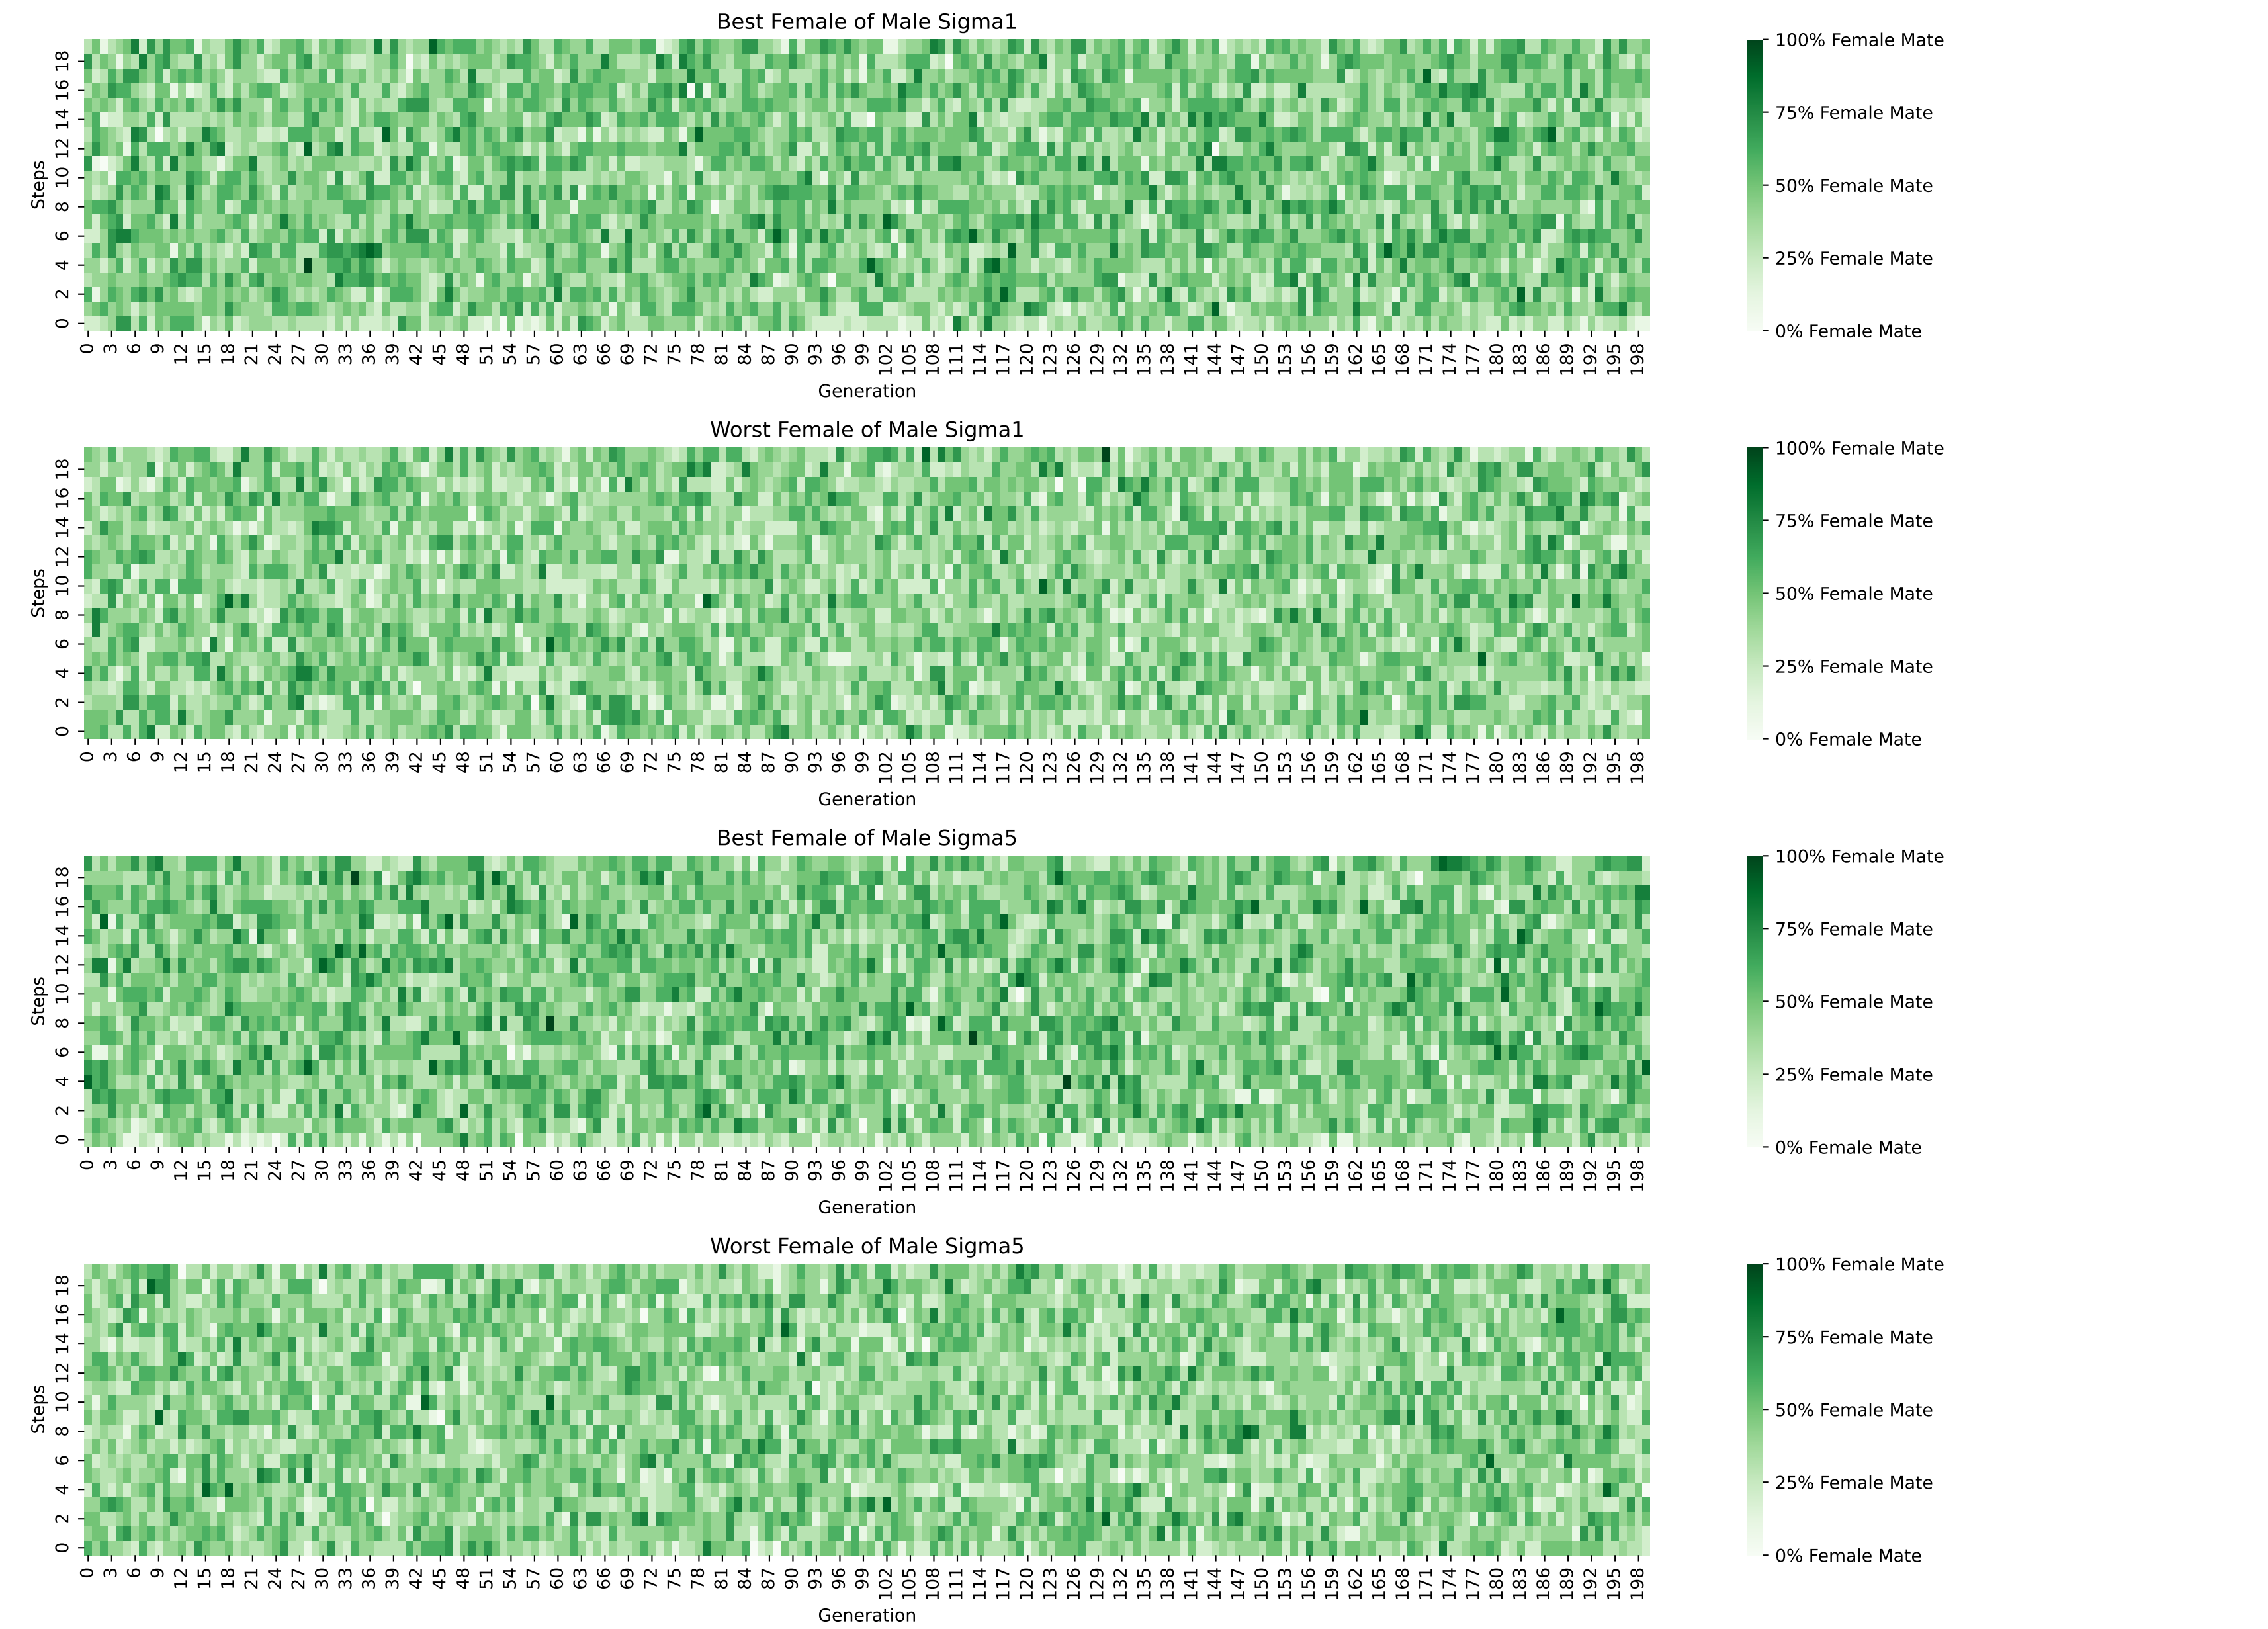 Best Female of Male Sigma1
Steps
18
16
14
12
10
8
6
4
2
0
0 3 6 9 12 15 18 21 24 27 30 33 36 39 42 45 48 51 54 57 60 63 66 69 72 75 78 81 84 87 90 93 96 99 102 105 108 111 114 117 120 123 126 129 132 135 138 141 144 147 150 153 156 159 162 165 168 171 174 177 180 183 186 189 192 195 198
Generation
100% Female Mate
75% Female Mate
50% Female Mate
25% Female Mate
0% Female Mate
Worst Female of Male Sigma1
Steps
18
16
14
12
10
8
6
4
2
0
0 3 6 9 12 15 18 21 24 27 30 33 36 39 42 45 48 51 54 57 60 63 66 69 72 75 78 81 84 87 90 93 96 99 102 105 108 111 114 117 120 123 126 129 132 135 138 141 144 147 150 153 156 159 162 165 168 171 174 177 180 183 186 189 192 195 198
Generation
100% Female Mate
75% Female Mate
50% Female Mate
25% Female Mate
0% Female Mate
Best Female of Male Sigma5
Steps
18
16
14
12
10
8
6
4
2
0
0 3 6 9 12 15 18 21 24 27 30 33 36 39 42 45 48 51 54 57 60 63 66 69 72 75 78 81 84 87 90 93 96 99 102 105 108 111 114 117 120 123 126 129 132 135 138 141 144 147 150 153 156 159 162 165 168 171 174 177 180 183 186 189 192 195 198
Generation
100% Female Mate
75% Female Mate
50% Female Mate
25% Female Mate
0% Female Mate
Worst Female of Male Sigma5
Steps
18
16
14
12
10
8
6
4
2
0
0 3 6 9 12 15 18 21 24 27 30 33 36 39 42 45 48 51 54 57 60 63 66 69 72 75 78 81 84 87 90 93 96 99 102 105 108 111 114 117 120 123 126 129 132 135 138 141 144 147 150 153 156 159 162 165 168 171 174 177 180 183 186 189 192 195 198
Generation
100% Female Mate
75% Female Mate
50% Female Mate
25% Female Mate
0% Female Mate